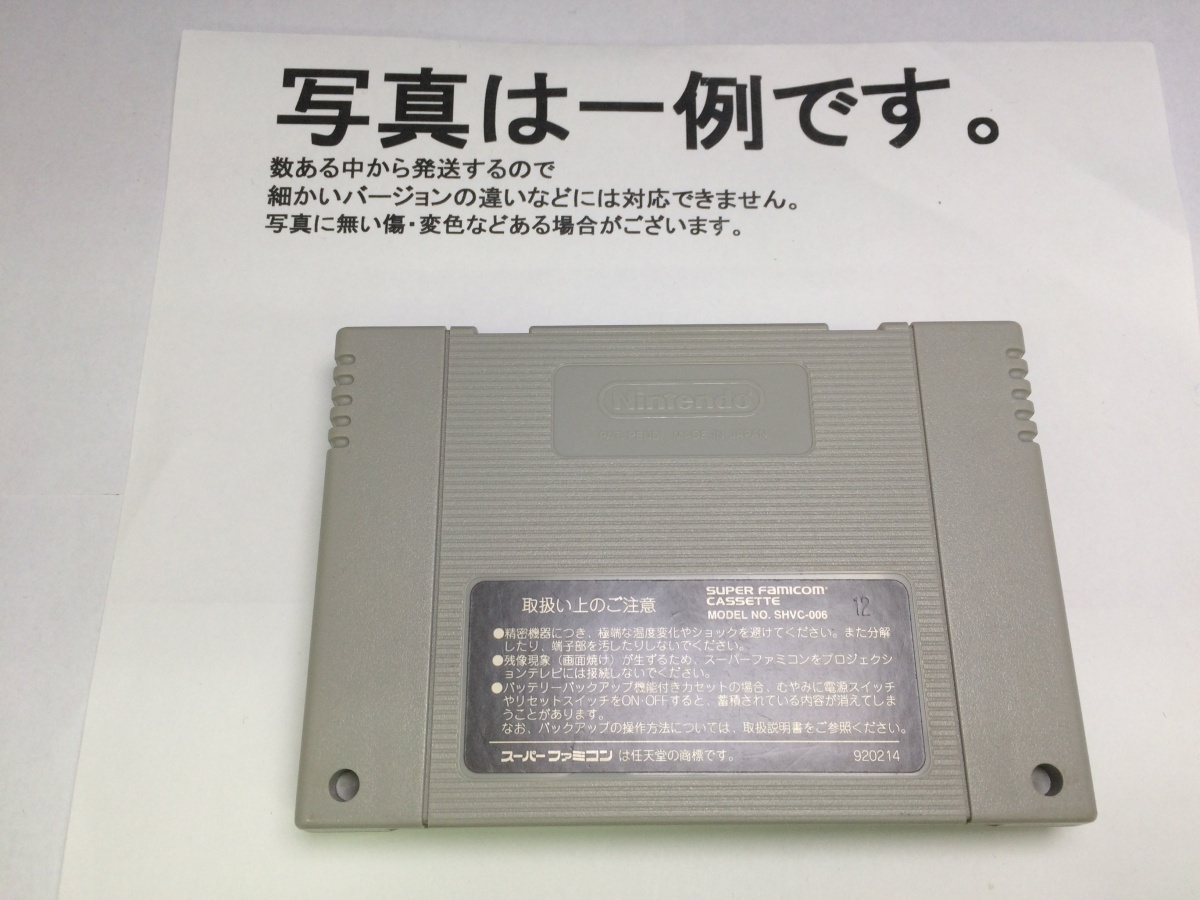 写真は一例です。
数ある中から発送するので
細かいバージョンの違いなどには対応できません。
写真に無い傷・変色などある場合がございます。
Nintendo
MADE IN JAPAN
取扱い上のご注意
SUPER FAMICOM
CASSETTE
MODEL NO. SHVC-006
12
●精密機器につき、極端な温度変化やショックを避けてください。また分解
したり、端子部を汚したりしないでください。
●残像現象(画面焼け)が生ずるため、スーパーファミコンをプロジェクシ
ョンテレビには接続しないでください。
●バッテリーバックアップ機能付きカセットの場合、むやみに電源スイッチ
やリセットスイッチをON・OFFすると、蓄積されている内容が消えてしま
うことがあります。
なお、バックアップの操作方法については、取扱説明書をご参照ください。
スーパーファミコンは任天堂の商標です。
920214